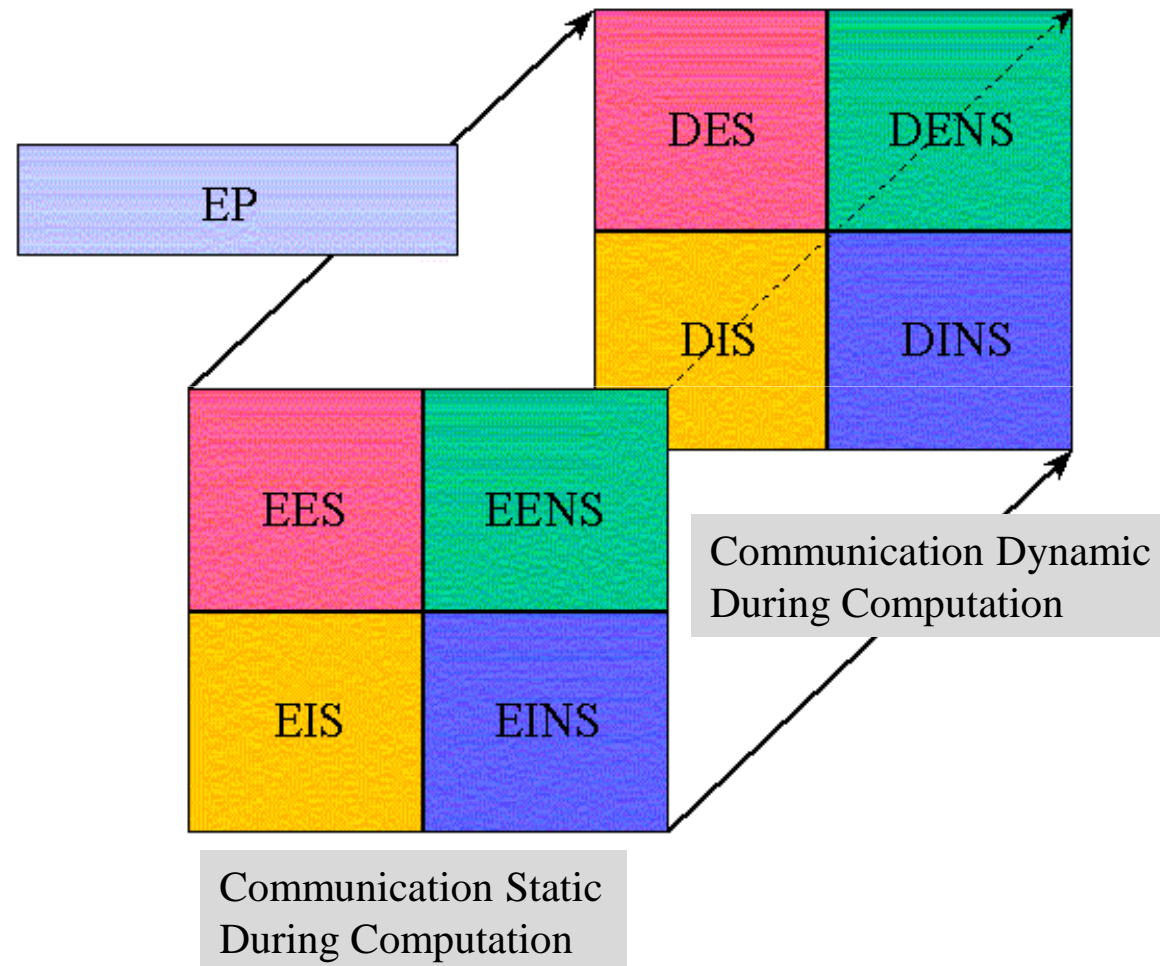 DES DENS
EP
DIS DINS
EES EENS
Communication Dynamic
During Computation
EIS EINS
Communication Static
During Computation